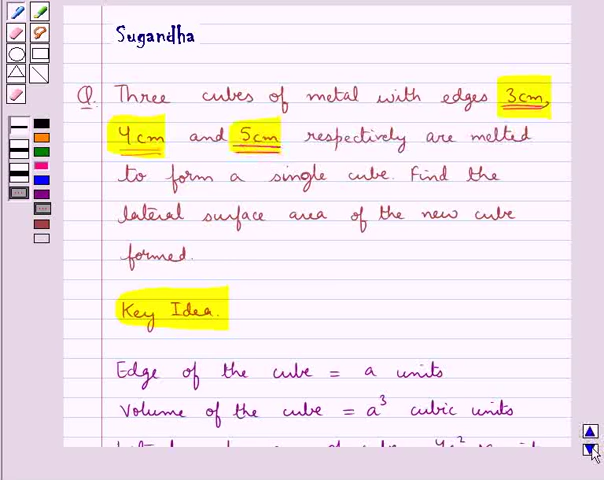 Sugandha
Q. Three cubes of metal with edges 3cm,
4cm and 5cm respectively are melted
to form a single cube. Find the
lateral surface area of the new cube
formed.
Key Idea.
Edge of the cube = a units
Volume of the cube = a³ cubic units